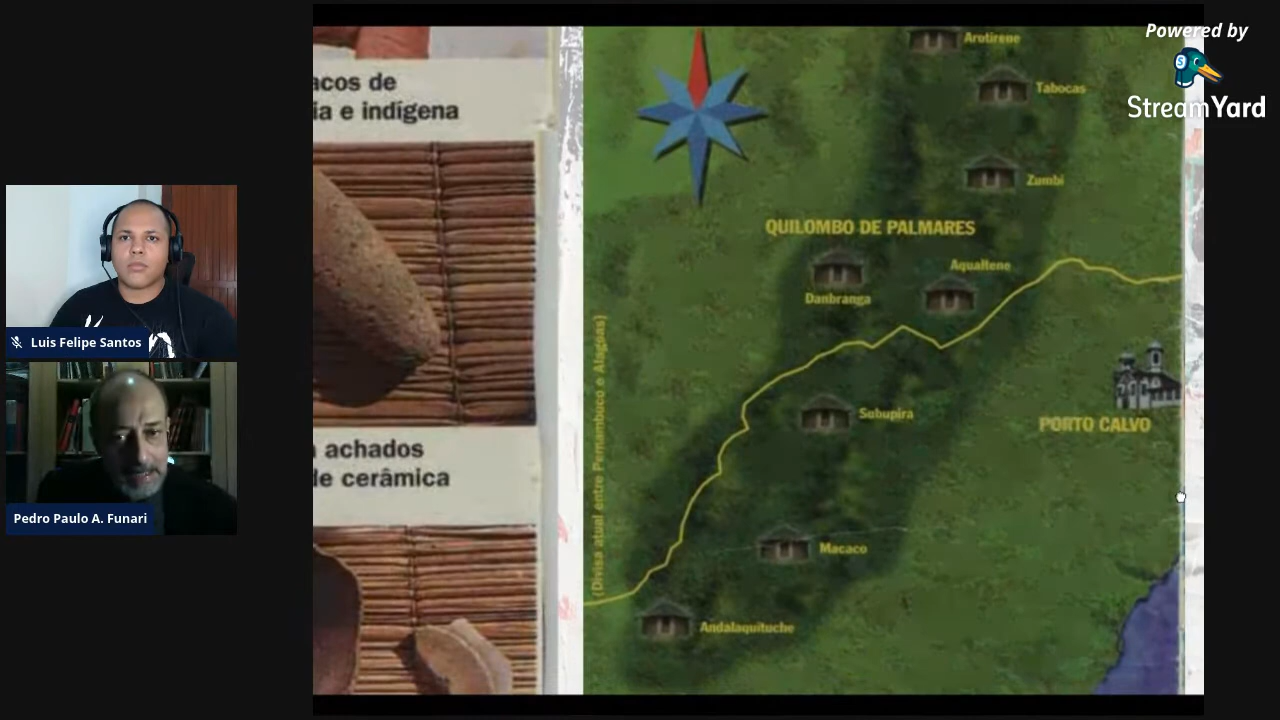 Powered by
StreamYard
Luis Felipe Santos
Pedro Paulo A. Funari
acos de
ia e indígena
achados
de cerâmica
Arotirene
Tabocas
Zumbi
QUILOMBO DE PALMARES
Aqualtene
Danbranga
Subupira
PORTO CALVO
Macaco
Andalaquituche
(Divisa atual entre Pernambuco e Alagoas)